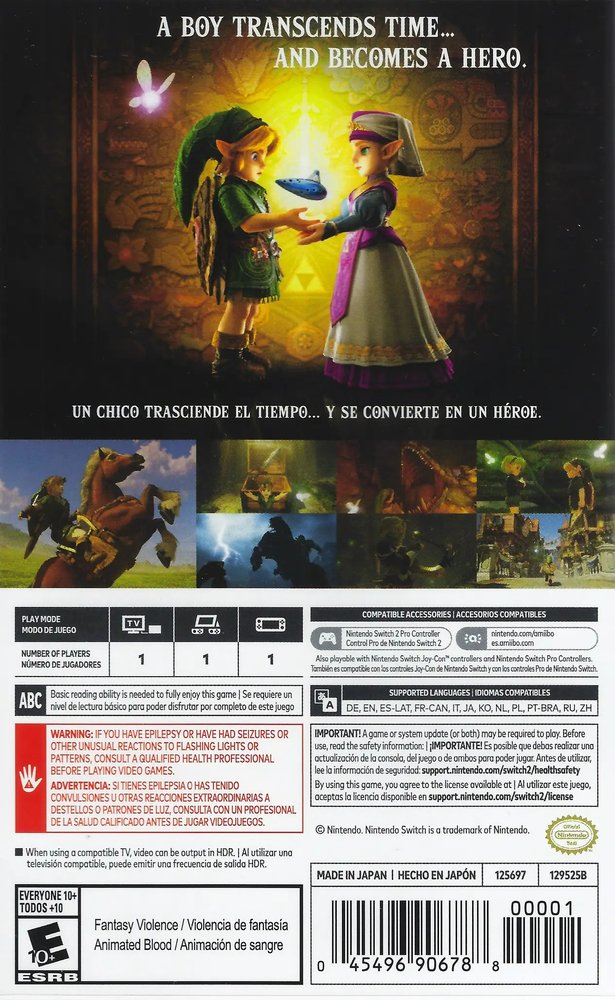 A BOY TRANSCENDS TIME...
AND BECOMES A HERO.
UN CHICO TRASCIENDE EL TIEMPO... Y SE CONVIERTE EN UN HÉROE.
PLAY MODE
MODO DE JUEGO
TV
NUMBER OF PLAYERS
NÚMERO DE JUGADORES
1
1
1
ABC
Basic reading ability is needed to fully enjoy this game | Se requiere un
nivel de lectura básico para poder disfrutar por completo de este juego
WARNING: IF YOU HAVE EPILEPSY OR HAVE HAD SEIZURES OR
OTHER UNUSUAL REACTIONS TO FLASHING LIGHTS OR
PATTERNS, CONSULT A QUALIFIED HEALTH PROFESSIONAL
BEFORE PLAYING VIDEO GAMES.
ADVERTENCIA: SI TIENES EPILEPSIA O HAS TENIDO
CONVULSIONES U OTRAS REACCIONES EXTRAORDINARIAS A
DESTELLOS O PATRONES DE LUZ, CONSULTA CON UN PROFESIONAL
DE LA SALUD CALIFICADO ANTES DE JUGAR VIDEOJUEGOS.
When using a compatible TV, video can be output in HDR. | Al utilizar una
televisión compatible, puede emitir una frecuencia de salida HDR.
EVERYONE 10+
TODOS +10
E
10+
ESRB
Fantasy Violence / Violencia de fantasía
Animated Blood / Animación de sangre
COMPATIBLE ACCESSORIES | ACCESORIOS COMPATIBLES
Nintendo Switch 2 Pro Controller
Control Pro de Nintendo Switch 2
nintendo.com/amiibo
es.amiibo.com
Also playable with Nintendo Switch Joy-Con™ controllers and Nintendo Switch Pro Controllers.
También es compatible con los controles Joy-Con de Nintendo Switch y con los controles Pro de Nintendo Switch.
SUPPORTED LANGUAGES | IDIOMAS COMPATIBLES
DE, EN, ES-LAT, FR-CAN, IT, JA, KO, NL, PL, PT-BRA, RU, ZH
IMPORTANT! A game or system update (or both) may be required to play. Before
use, read the safety information: | ¡IMPORTANTE! Es posible que debas realizar una
actualización de la consola, del juego o de ambos para poder jugar. Antes de utilizar,
lee la información de seguridad: support.nintendo.com/switch2/healthsafety
By using this game, you agree to the license available at | Al utilizar este juego,
aceptas la licencia disponible en support.nintendo.com/switch2/license
© Nintendo. Nintendo Switch is a trademark of Nintendo.
Official
Nintendo
Seal
MADE IN JAPAN | HECHO EN JAPÓN
125697
129525B
00001
0 45496 90678 8